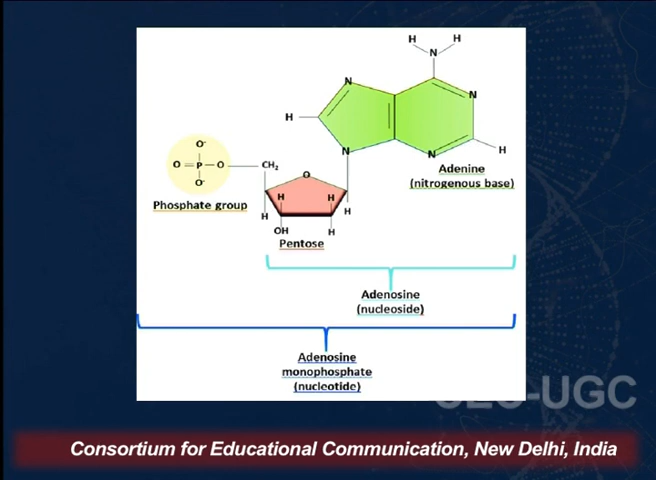 H H
N
N N
H
N N H
Adenine
(nitrogenous base)
O-
O P O CH2
O-
Phosphate group
O
H H
H H
OH H
Pentose
Adenosine
(nucleoside)
Adenosine
monophosphate
(nucleotide)
CEC-UGC
Consortium for Educational Communication, New Delhi, India